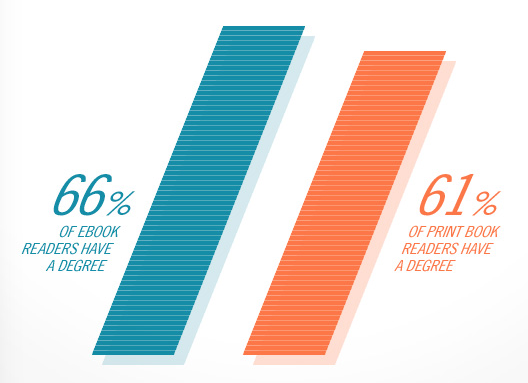 66%
OF EBOOK
READERS HAVE
A DEGREE
61%
OF PRINT BOOK
READERS HAVE
A DEGREE